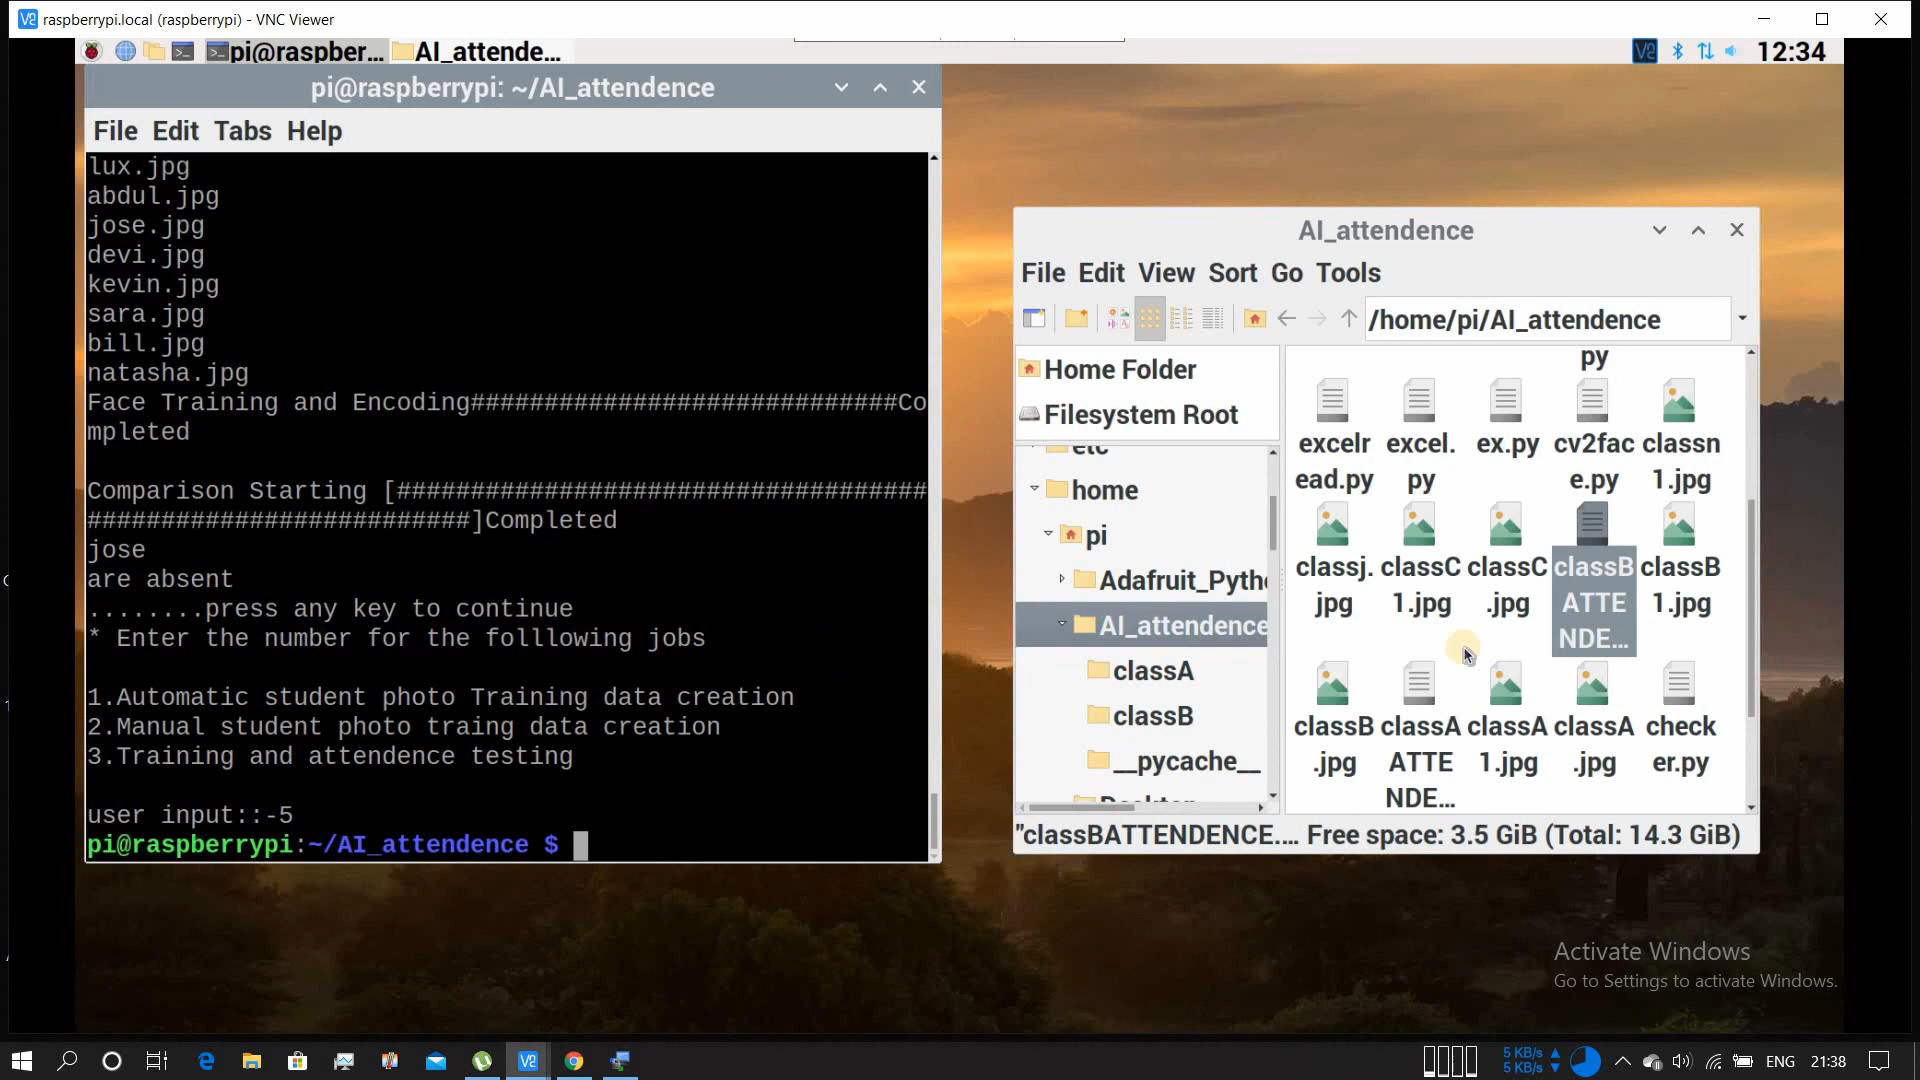 raspberrypi.local (raspberrypi) - VNC Viewer
pi@raspber... AI_attende... 12:34
pi@raspberrypi: ~/AI_attendence
File Edit Tabs Help
lux.jpg
abdul.jpg
jose.jpg
devi.jpg
kevin.jpg
sara.jpg
bill.jpg
natasha.jpg
Face Training and Encoding#############################Co
mpleted
Comparison Starting [####################################
##########################]Completed
jose
are absent
........press any key to continue
* Enter the number for the folllowing jobs
1.Automatic student photo Training data creation
2.Manual student photo traing data creation
3.Training and attendence testing
user input::-5
pi@raspberrypi:~/AI_attendence $
AI_attendence
File Edit View Sort Go Tools
/home/pi/AI_attendence
Home Folder
Filesystem Root
etc
home
pi
Adafruit_Pytho
AI_attendence
classA
classB
__pycache__
Desktop
py
excelr excel. ex.py cv2fac classn
ead.py py e.py 1.jpg
classj. classC classC classB classB
jpg 1.jpg .jpg ATTE 1.jpg
NDE...
classB classA classA classA check
.jpg ATTE 1.jpg .jpg er.py
NDE...
"classBATTENDENCE.... Free space: 3.5 GiB (Total: 14.3 GiB)
Activate Windows
Go to Settings to activate Windows.
5 KB/s
5 KB/s
ENG 21:38